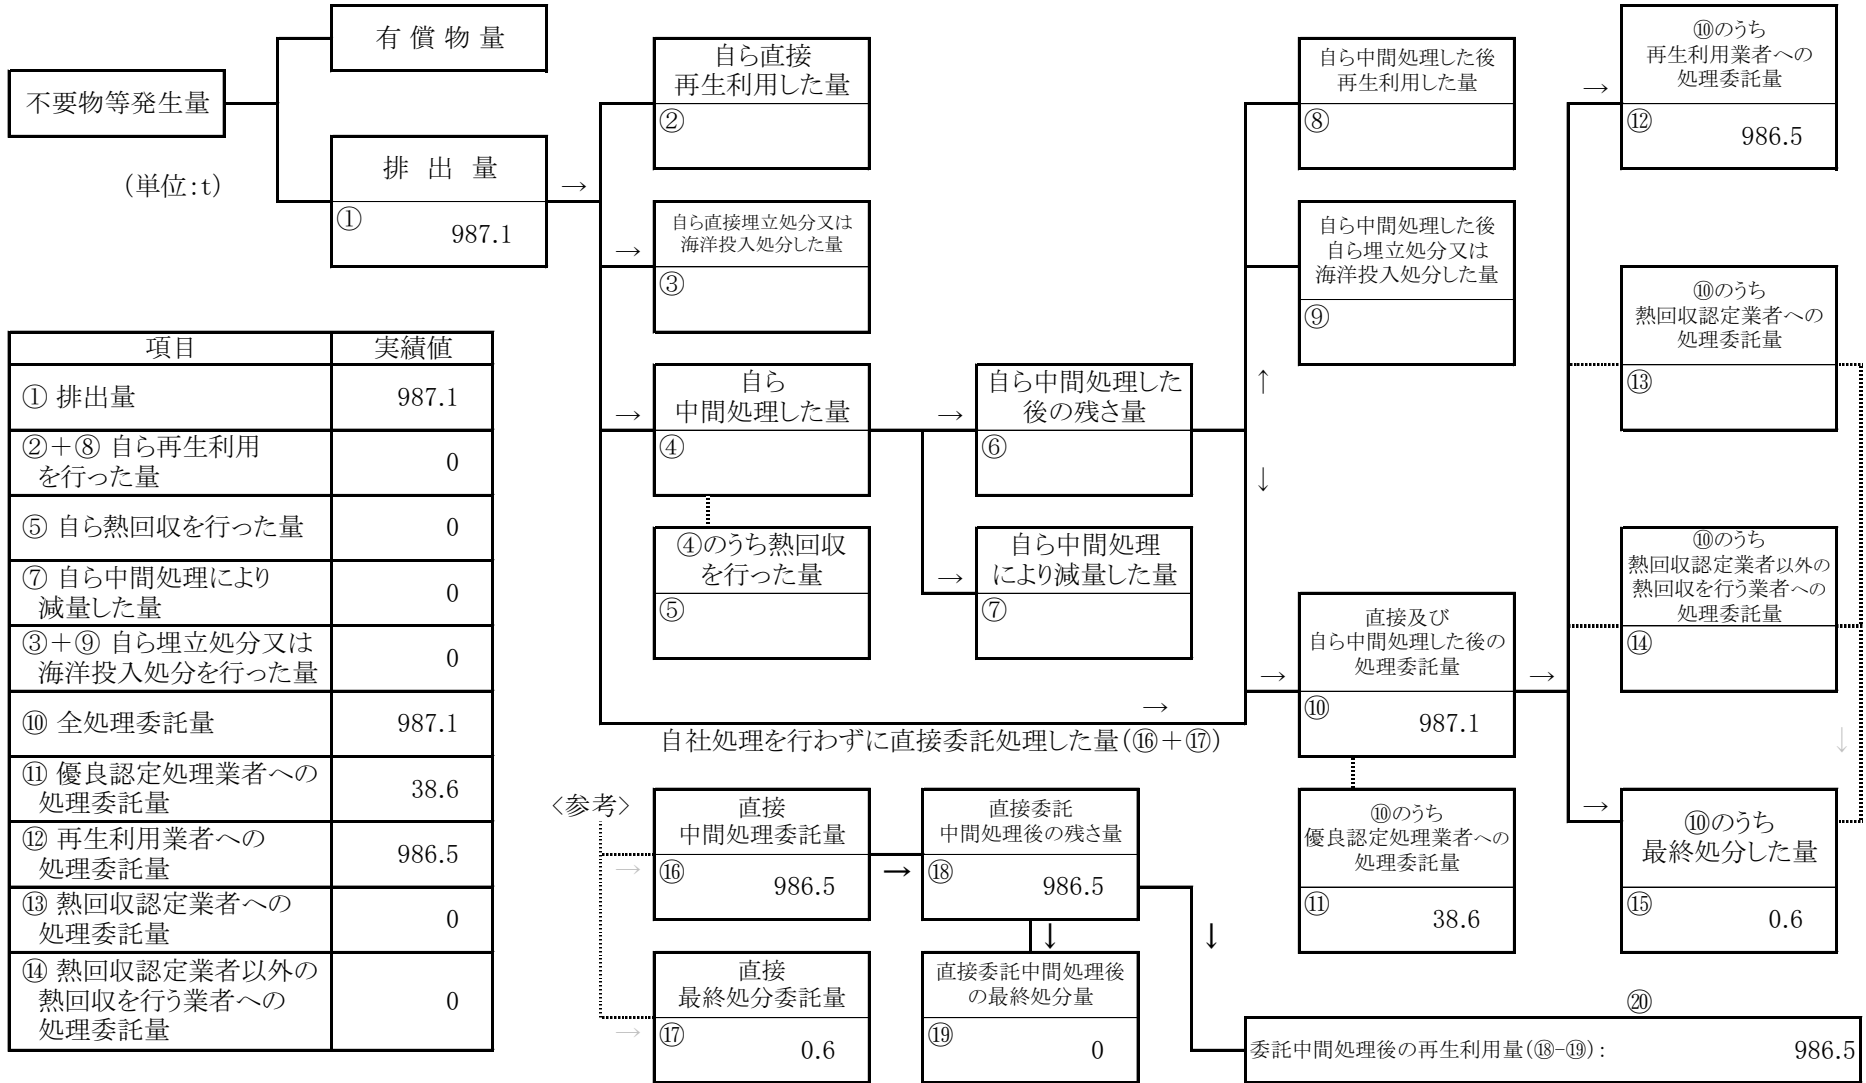 不要物等発生量
(単位:t)
有 償 物 量
排 出 量
①
987.1
→
自ら直接
再生利用した量
②
→
自ら直接埋立処分又は
海洋投入処分した量
③
→
自ら
中間処理した量
④
④のうち熱回収
を行った量
⑤
→
自ら中間処理した
後の残さ量
⑥
→
自ら中間処理
により減量した量
⑦
↑
↓
自ら中間処理した後
再生利用した量
⑧
自ら中間処理した後
自ら埋立処分又は
海洋投入処分した量
⑨
→
自社処理を行わずに直接委託処理した量(⑯+⑰)
→
直接及び
自ら中間処理した後の
処理委託量
⑩
987.1
→
⑩のうち
優良認定処理業者への
処理委託量
⑪
38.6
→
⑩のうち
再生利用業者への
処理委託量
⑫
986.5
⑩のうち
熱回収認定業者への
処理委託量
⑬
⑩のうち
熱回収認定業者以外の
熱回収を行う業者への
処理委託量
⑭
↓
→
⑩のうち
最終処分した量
⑮
0.6
項目 実績値
① 排出量 987.1
②+⑧ 自ら再生利用
を行った量 0
⑤ 自ら熱回収を行った量 0
⑦ 自ら中間処理により
減量した量 0
③+⑨ 自ら埋立処分又は
海洋投入処分を行った量 0
⑩ 全処理委託量 987.1
⑪ 優良認定処理業者への
処理委託量 38.6
⑫ 再生利用業者への
処理委託量 986.5
⑬ 熱回収認定業者への
処理委託量 0
⑭ 熱回収認定業者以外の
熱回収を行う業者への
処理委託量 0
〈参考〉
→
直接
中間処理委託量
⑯
986.5
→
直接委託
中間処理後の残さ量
⑱
986.5
↓
↓
→
直接
最終処分委託量
⑰
0.6
直接委託中間処理後
の最終処分量
⑲
0
⑳
委託中間処理後の再生利用量(⑱-⑲): 986.5